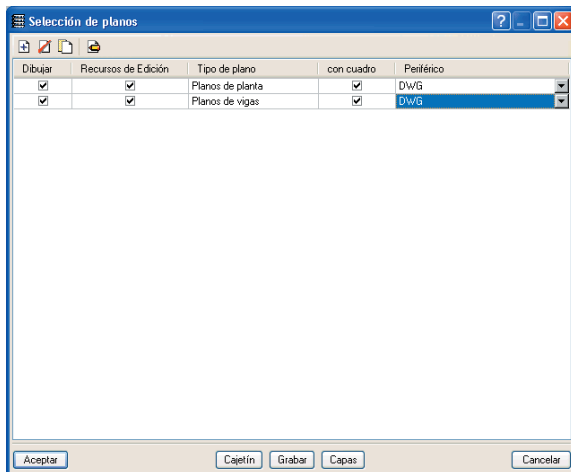 Selección de planos
Dibujar Recursos de Edición Tipo de plano con cuadro Periférico
Planos de planta DWG
Planos de vigas DWG
Aceptar Cajetín Grabar Capas Cancelar